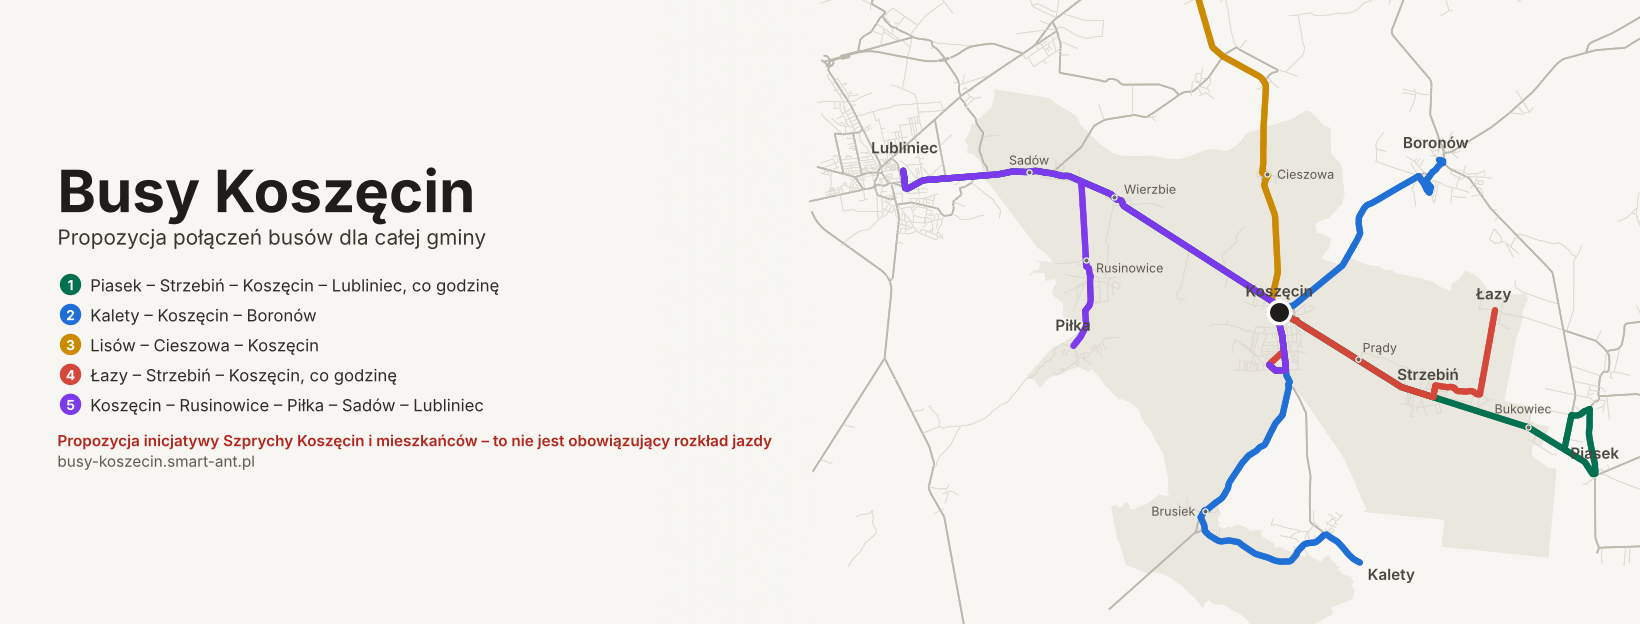 Busy Koszęcin
Propozycja połączeń busów dla całej gminy
1 Piasek – Strzebiń – Koszęcin – Lubliniec, co godzinę
2 Kalety – Koszęcin – Boronów
3 Lisów – Cieszowa – Koszęcin
4 Łazy – Strzebiń – Koszęcin, co godzinę
5 Koszęcin – Rusinowice – Piłka – Sadów – Lubliniec
Propozycja inicjatywy Szprychy Koszęcin i mieszkańców – to nie jest obowiązujący rozkład jazdy
busy-koszecin.smart-ant.pl
Lubliniec
Sadów
Wierzbie
Cieszowa
Boronów
Rusinowice
Koszęcin
Łazy
Piłka
Prądy
Strzebiń
Bukowiec
Piasek
Brusiek
Kalety